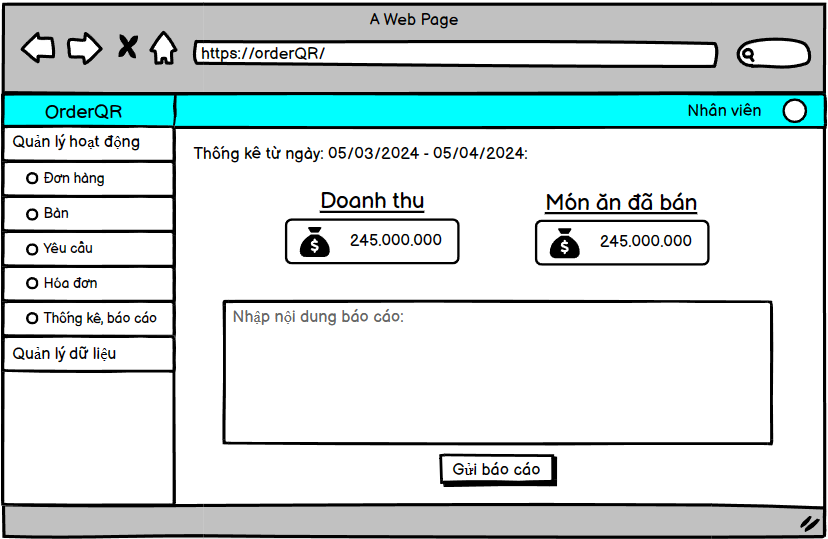 A Web Page
https://orderQR/
OrderQR
Nhân viên
Quản lý hoạt động
Đơn hàng
Bàn
Yêu cầu
Hóa đơn
Thống kê, báo cáo
Quản lý dữ liệu
Thống kê từ ngày: 05/03/2024 - 05/04/2024:
Doanh thu
Món ăn đã bán
245.000.000
245.000.000
Nhập nội dung báo cáo:
Gửi báo cáo